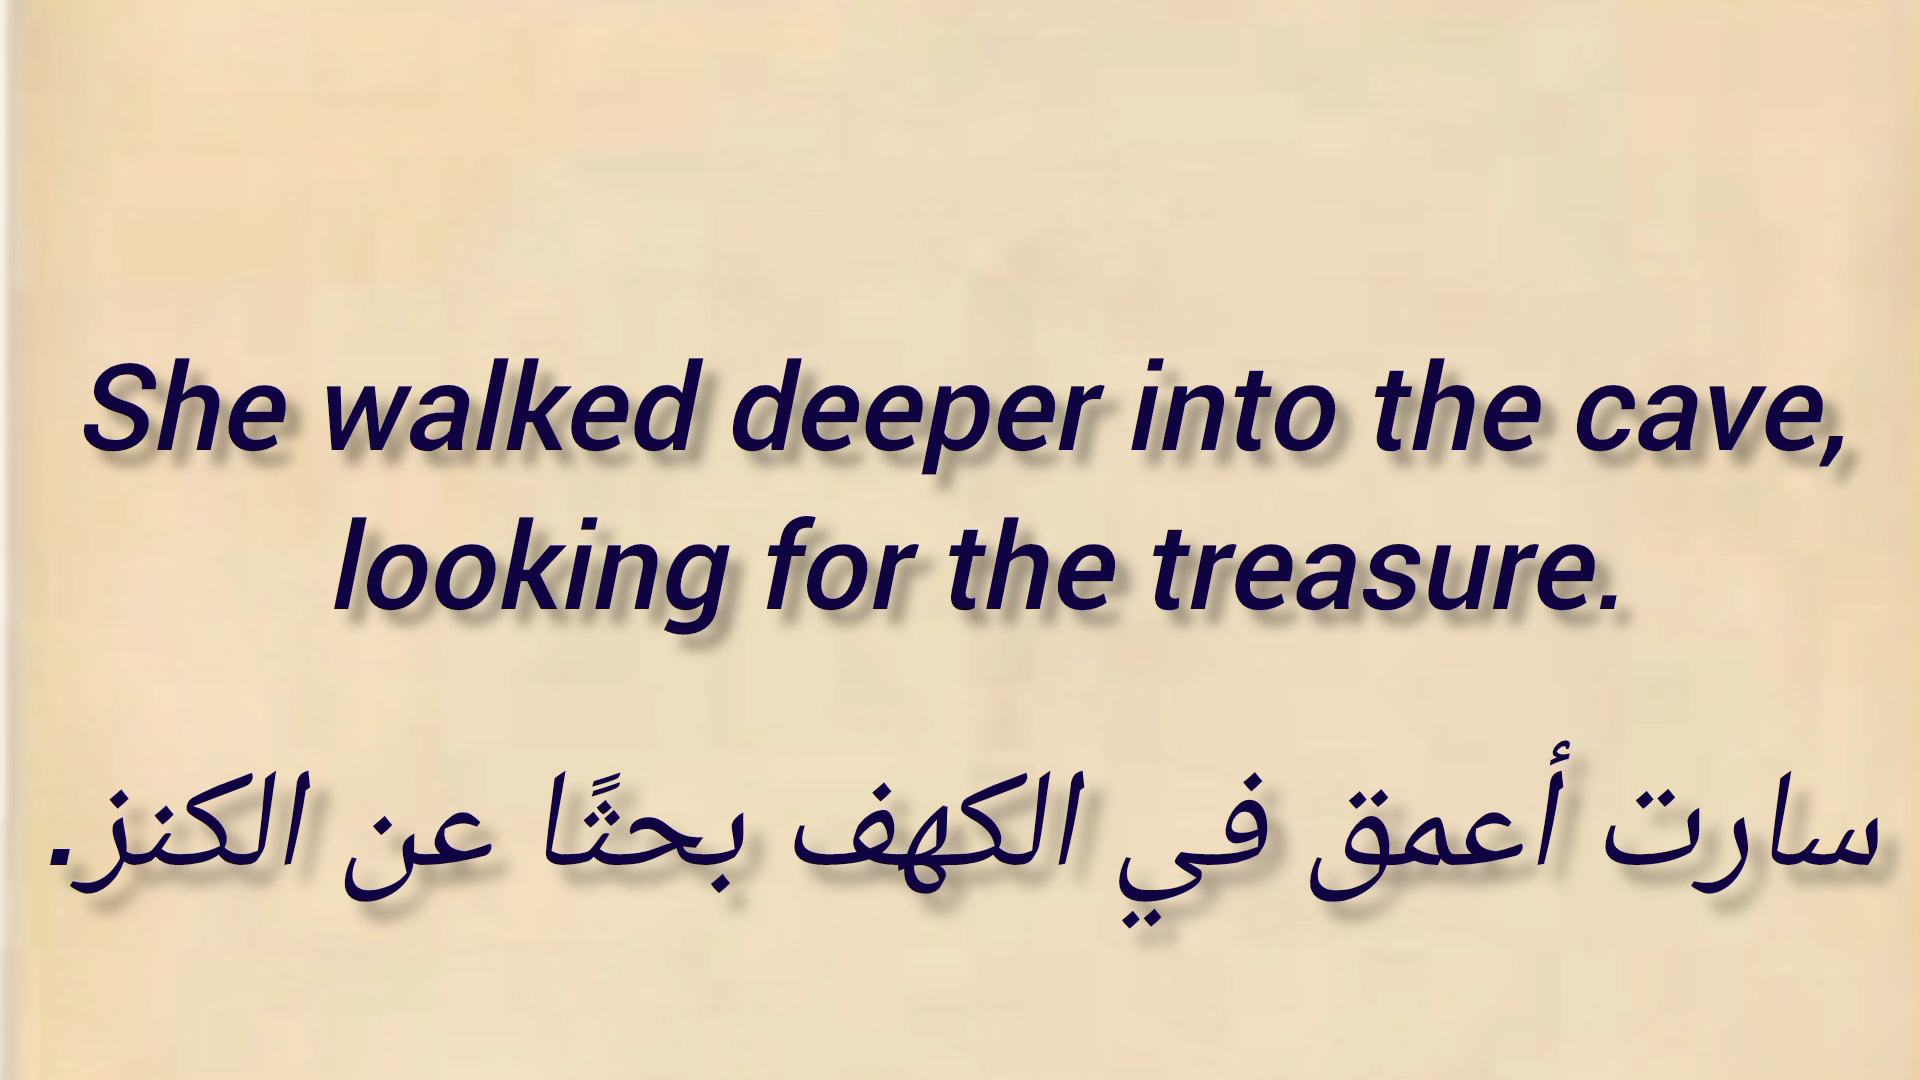 She walked deeper into the cave,
looking for the treasure.
سارت أعمق في الكهف بحثًا عن الكنز.